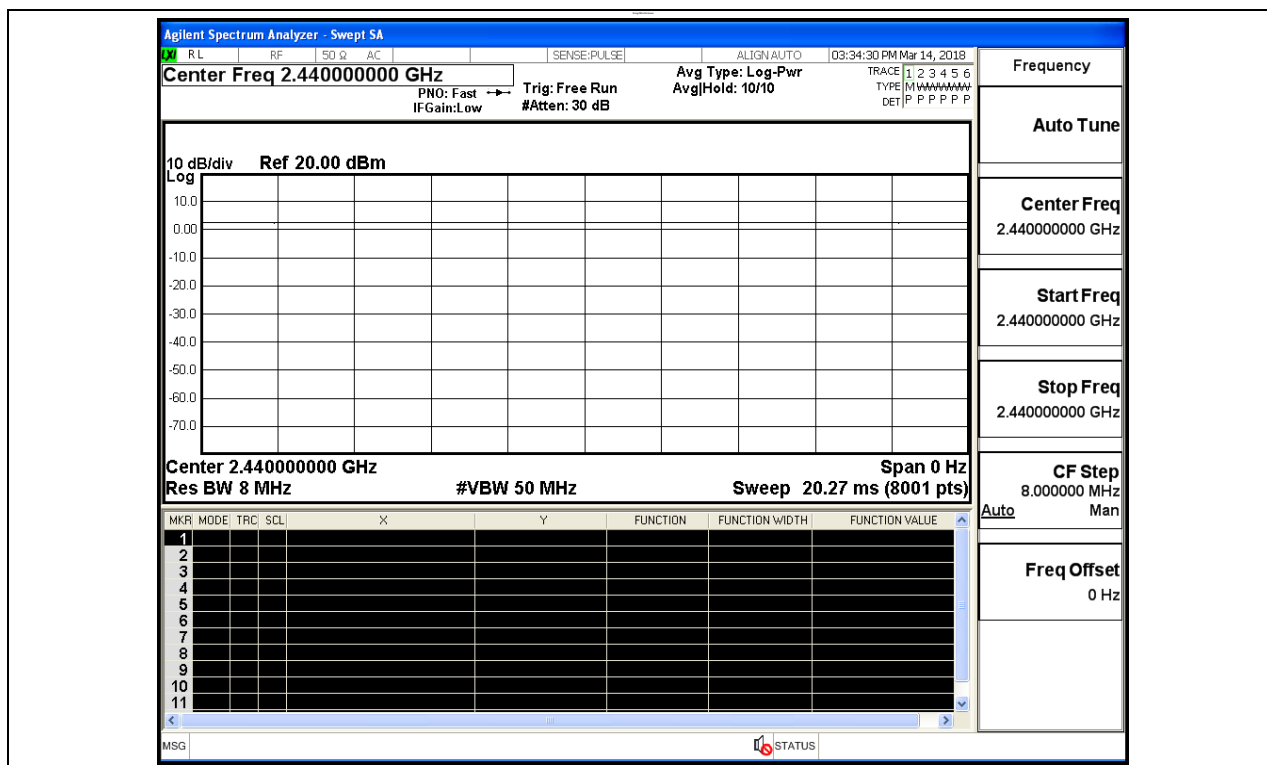 Agilent Spectrum Analyzer - Swept SA
LXI RL RF 50 Ω AC SENSE:PULSE ALIGN AUTO 03:34:30 PM Mar 14, 2018
Center Freq 2.440000000 GHz
PNO: Fast
IFGain:Low
Trig: Free Run
#Atten: 30 dB
Avg Type: Log-Pwr
Avg|Hold: 10/10
TRACE 1 2 3 4 5 6
TYPE M WWWWW
DET P P P P P P
10 dB/div Ref 20.00 dBm
Log
10.0
0.00
-10.0
-20.0
-30.0
-40.0
-50.0
-60.0
-70.0
Center 2.440000000 GHz Span 0 Hz
Res BW 8 MHz #VBW 50 MHz Sweep 20.27 ms (8001 pts)
MKR MODE TRC SCL X Y FUNCTION FUNCTION WIDTH FUNCTION VALUE
1
2
3
4
5
6
7
8
9
10
11
MSG STATUS
Frequency
Auto Tune
Center Freq
2.440000000 GHz
Start Freq
2.440000000 GHz
Stop Freq
2.440000000 GHz
CF Step
8.000000 MHz
Auto Man
Freq Offset
0 Hz